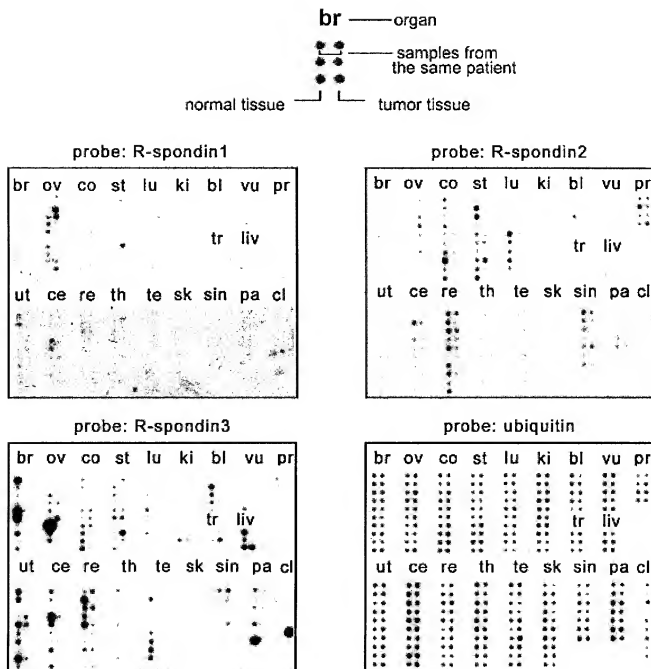 br
organ
samples from
the same patient
normal tissue
tumor tissue
probe: R-spondin1
br ov co st lu ki bl vu pr
tr liv
ut ce re th te sk sin pa cl
probe: R-spondin2
br ov co st lu ki bl vu pr
tr liv
ut ce re th te sk sin pa cl
probe: R-spondin3
br ov co st lu ki bl vu pr
tr liv
ut ce re th te sk sin pa cl
probe: ubiquitin
br ov co st lu ki bl vu pr
tr liv
ut ce re th te sk sin pa cl